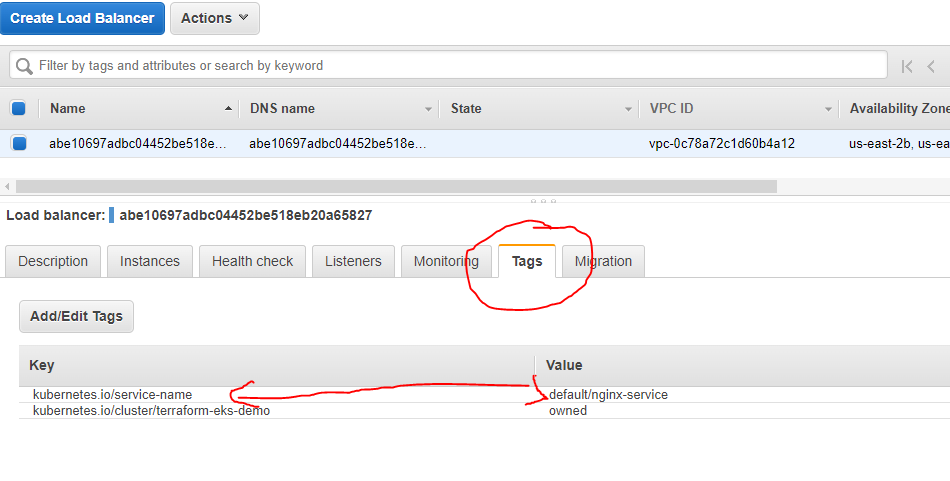 Create Load Balancer Actions
Filter by tags and attributes or search by keyword
Name DNS name State VPC ID Availability Zone
abe10697adbc04452be518e... abe10697adbc04452be518e... vpc-0c78a72c1d60b4a12 us-east-2b, us-ea
Load balancer: abe10697adbc04452be518eb20a65827
Description Instances Health check Listeners Monitoring Tags Migration
Add/Edit Tags
Key Value
kubernetes.io/service-name default/nginx-service
kubernetes.io/cluster/terraform-eks-demo owned